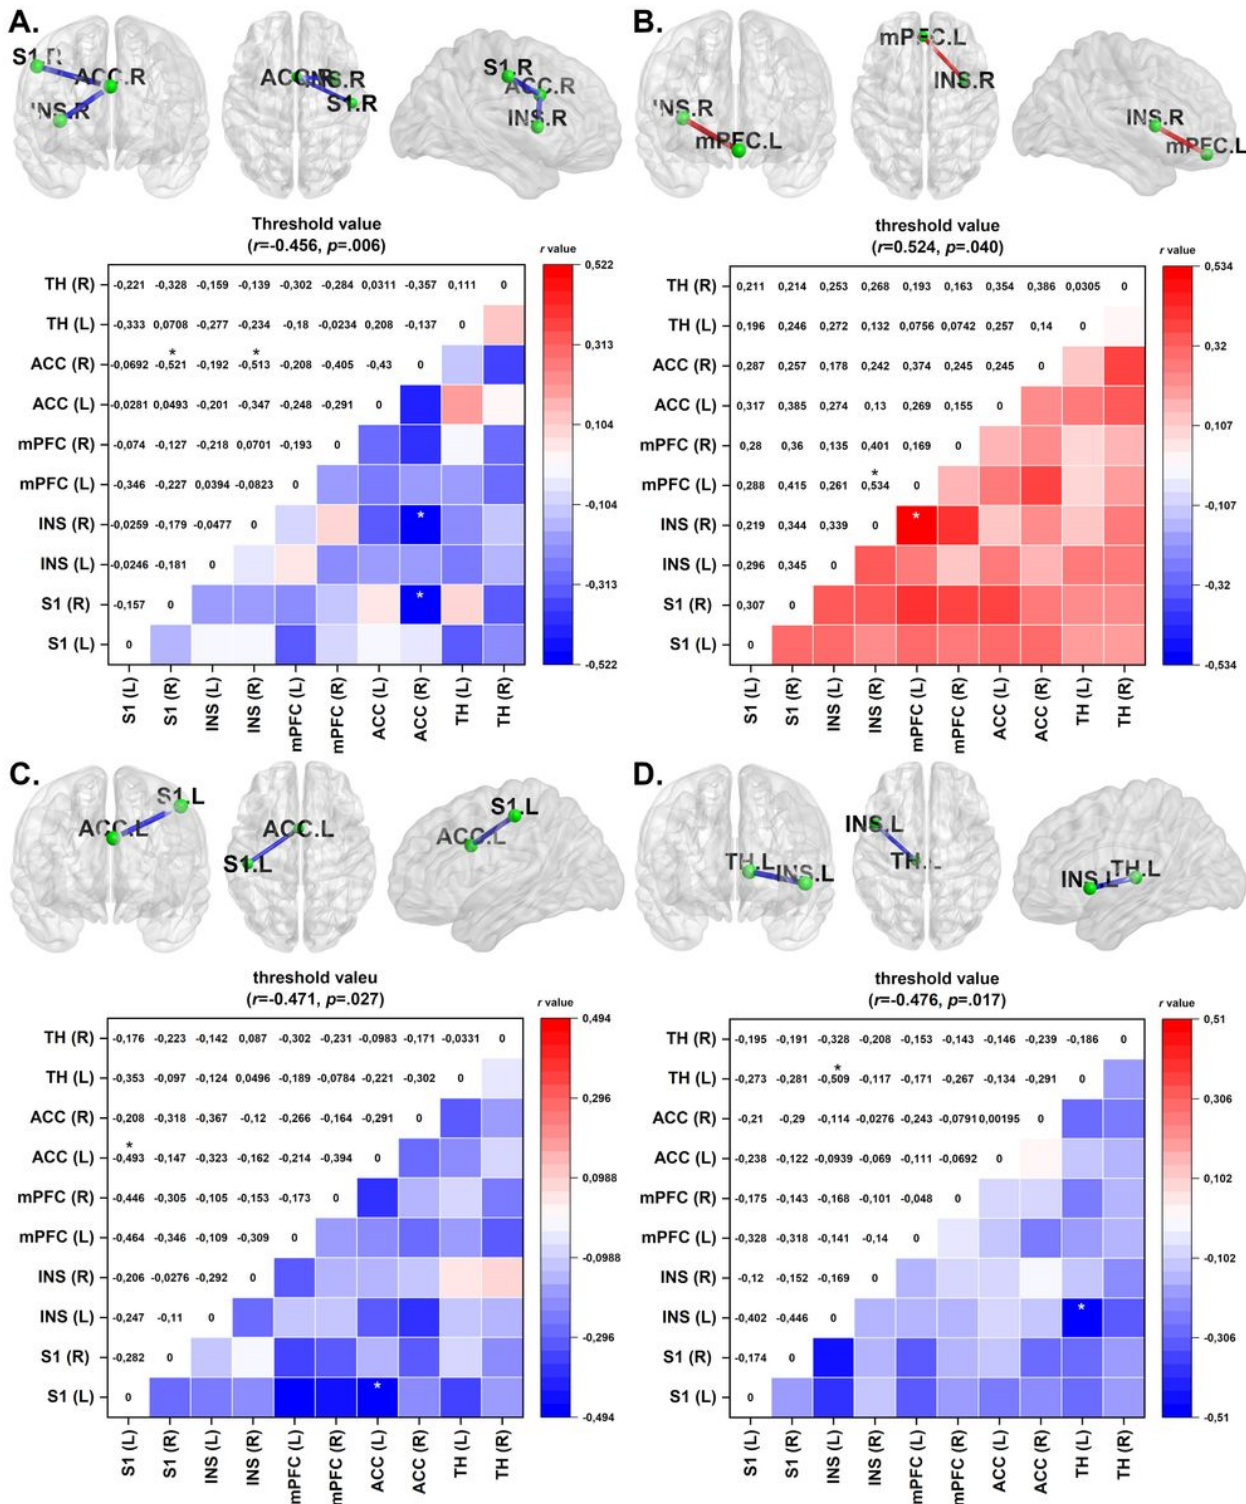 A.
S1.R
ACC.R
INS.R
ACC.R
INS.R
S1.R
S1.R
ACC.R
INS.R
Threshold value
(r=-0.456, p=.006)
r value
TH (R) -0,221 -0,328 -0,159 -0,139 -0,302 -0,284 0,0311 -0,357 0,111 0
TH (L) -0,333 0,0708 -0,277 -0,234 -0,18 -0,0234 0,208 -0,137 0
* *
ACC (R) -0,0692 -0,521 -0,192 -0,513 -0,208 -0,405 -0,43 0
ACC (L) -0,0281 0,0493 -0,201 -0,347 -0,248 -0,291 0
mPFC (R) -0,074 -0,127 -0,218 0,0701 -0,193 0
mPFC (L) -0,346 -0,227 0,0394 -0,0823 0
INS (R) -0,0259 -0,179 -0,0477 0 *
INS (L) -0,0246 -0,181 0
S1 (R) -0,157 0 *
S1 (L) 0
S1 (L) S1 (R) INS (L) INS (R) mPFC (L) mPFC (R) ACC (L) ACC (R) TH (L) TH (R)
0,522
0,313
0,104
-0,104
-0,313
-0,522
B.
INS.R
mPFC.L
mPFC.L
INS.R
INS.R
mPFC.L
threshold value
(r=0.524, p=.040)
r value
TH (R) 0,211 0,214 0,253 0,268 0,193 0,163 0,354 0,386 0,0305 0
TH (L) 0,196 0,246 0,272 0,132 0,0756 0,0742 0,257 0,14 0
ACC (R) 0,287 0,257 0,178 0,242 0,374 0,245 0,245 0
ACC (L) 0,317 0,385 0,274 0,13 0,269 0,155 0
mPFC (R) 0,28 0,36 0,135 0,401 0,169 0
*
mPFC (L) 0,288 0,415 0,261 0,534 0
INS (R) 0,219 0,344 0,339 0 *
INS (L) 0,296 0,345 0
S1 (R) 0,307 0
S1 (L) 0
S1 (L) S1 (R) INS (L) INS (R) mPFC (L) mPFC (R) ACC (L) ACC (R) TH (L) TH (R)
0,534
0,32
0,107
-0,107
-0,32
-0,534
C.
S1.L
ACC.L
ACC.L
S1.L
S1.L
ACC.L
threshold valeu
(r=-0.471, p=.027)
r value
TH (R) -0,176 -0,223 -0,142 0,087 -0,302 -0,231 -0,0983 -0,171 -0,0331 0
TH (L) -0,353 -0,097 -0,124 0,0496 -0,189 -0,0784 -0,221 -0,302 0
ACC (R) -0,208 -0,318 -0,367 -0,12 -0,266 -0,164 -0,291 0
*
ACC (L) -0,493 -0,147 -0,323 -0,162 -0,214 -0,394 0
mPFC (R) -0,446 -0,305 -0,105 -0,153 -0,173 0
mPFC (L) -0,464 -0,346 -0,109 -0,309 0
INS (R) -0,206 -0,0276 -0,292 0
INS (L) -0,247 -0,11 0
S1 (R) -0,282 0
S1 (L) 0 *
S1 (L) S1 (R) INS (L) INS (R) mPFC (L) mPFC (R) ACC (L) ACC (R) TH (L) TH (R)
0,494
0,296
0,0988
-0,0988
-0,296
-0,494
D.
TH.L
INS.L
INS.L
TH.L
INS.L
TH.L
threshold value
(r=-0.476, p=.017)
r value
TH (R) -0,195 -0,191 -0,328 -0,208 -0,153 -0,143 -0,146 -0,239 -0,186 0
*
TH (L) -0,273 -0,281 -0,509 -0,117 -0,171 -0,267 -0,134 -0,291 0
ACC (R) -0,21 -0,29 -0,114 -0,0276 -0,243 -0,0791 0,00195 0
ACC (L) -0,238 -0,122 -0,0939 -0,069 -0,111 -0,0692 0
mPFC (R) -0,175 -0,143 -0,168 -0,101 -0,048 0
mPFC (L) -0,328 -0,318 -0,141 -0,14 0
INS (R) -0,12 -0,152 -0,169 0
INS (L) -0,402 -0,446 0 *
S1 (R) -0,174 0
S1 (L) 0
S1 (L) S1 (R) INS (L) INS (R) mPFC (L) mPFC (R) ACC (L) ACC (R) TH (L) TH (R)
0,51
0,306
0,102
-0,102
-0,306
-0,51